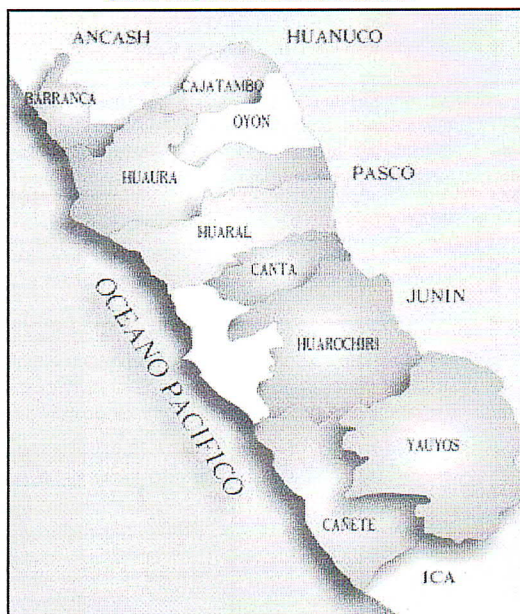 ANCASH
HUANUCO
CAJATAMBO
BARRANCA
OYON
HUAURA
PASCO
HUARAL
CANTA
JUNIN
OCEANO PACIFICO
HUAROCHIRI
YAUYOS
CAÑETE
ICA